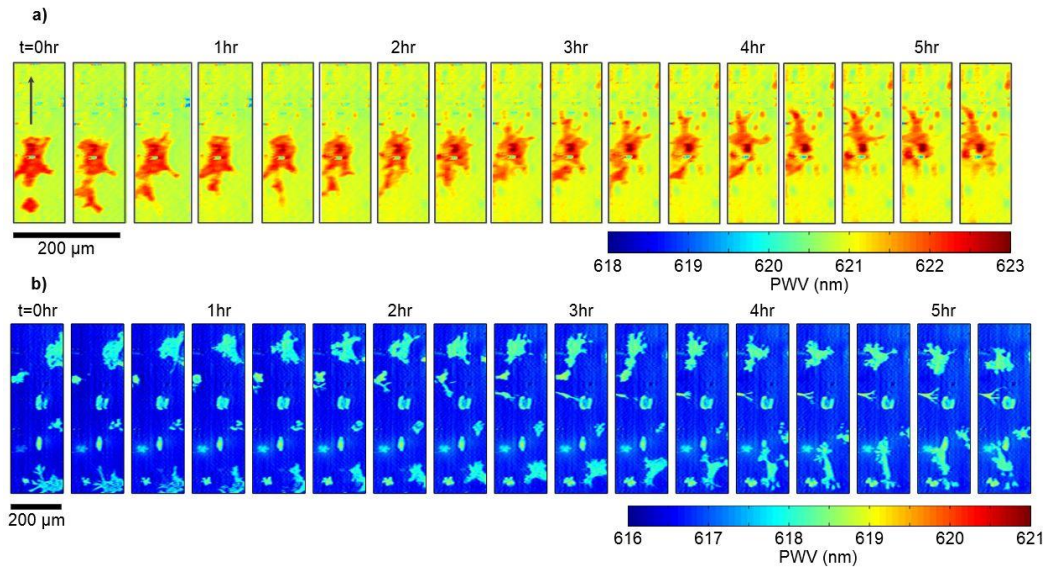 a)
t=0hr 1hr 2hr 3hr 4hr 5hr
200 µm
618 619 620 621 622 623
PWV (nm)
b)
t=0hr 1hr 2hr 3hr 4hr 5hr
200 µm
616 617 618 619 620 621
PWV (nm)